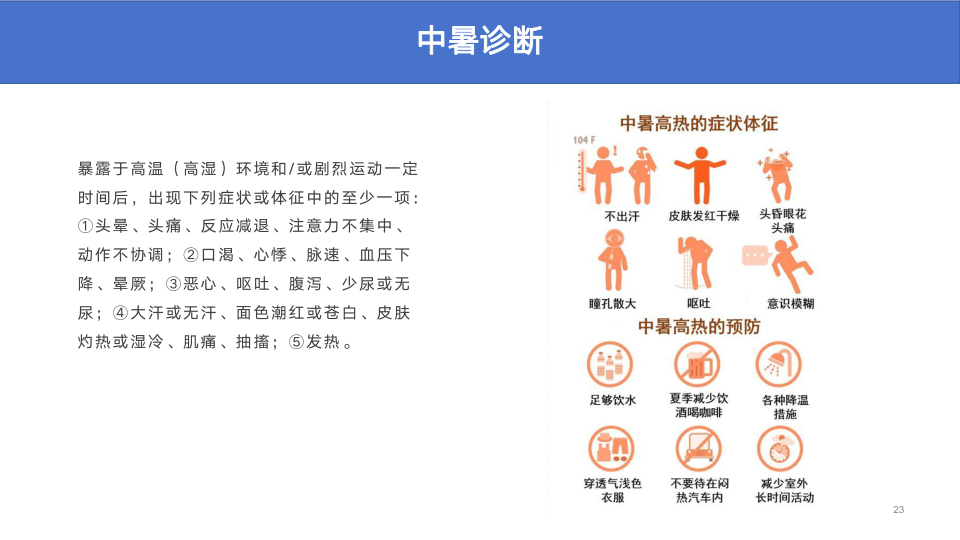 中暑诊断
暴露于高温（高湿）环境和/或剧烈运动一定
时间后，出现下列症状或体征中的至少一项：
①头晕、头痛、反应减退、注意力不集中、
动作不协调；②口渴、心悸、脉速、血压下
降、晕厥；③恶心、呕吐、腹泻、少尿或无
尿；④大汗或无汗、面色潮红或苍白、皮肤
灼热或湿冷、肌痛、抽搐；⑤发热。
中暑高热的症状体征
104 F
不出汗
皮肤发红干燥
头昏眼花
头痛
瞳孔散大
呕吐
意识模糊
中暑高热的预防
足够饮水
夏季减少饮
酒喝咖啡
各种降温
措施
穿透气浅色
衣服
不要待在闷
热汽车内
减少室外
长时间活动
23